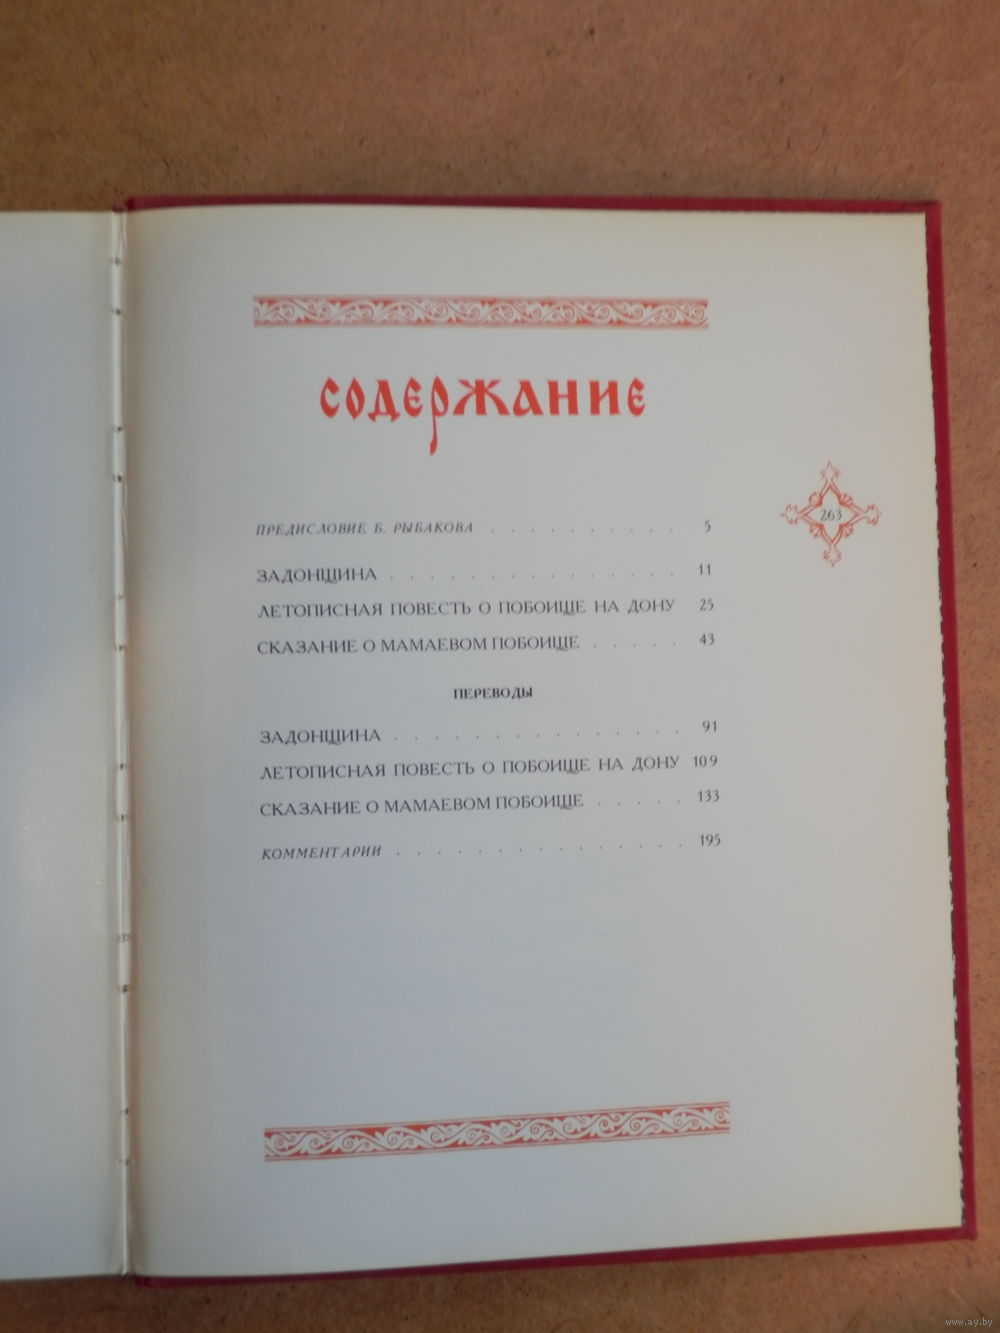 СОДЕРЖАНИЕ
263
ПРЕДИСЛОВИЕ Б. РЫБАКОВА . . . . . . . . . . 5
ЗАДОНЩИНА . . . . . . . . . . . . . . . 11
ЛЕТОПИСНАЯ ПОВЕСТЬ О ПОБОИЩЕ НА ДОНУ 25
СКАЗАНИЕ О МАМАЕВОМ ПОБОИЩЕ . . . . . 43
ПЕРЕВОДЫ
ЗАДОНЩИНА . . . . . . . . . . . . . . . 91
ЛЕТОПИСНАЯ ПОВЕСТЬ О ПОБОИЩЕ НА ДОНУ 109
СКАЗАНИЕ О МАМАЕВОМ ПОБОИЩЕ . . . . . 133
КОММЕНТАРИИ . . . . . . . . . . . . . . . 195
www.ay.by